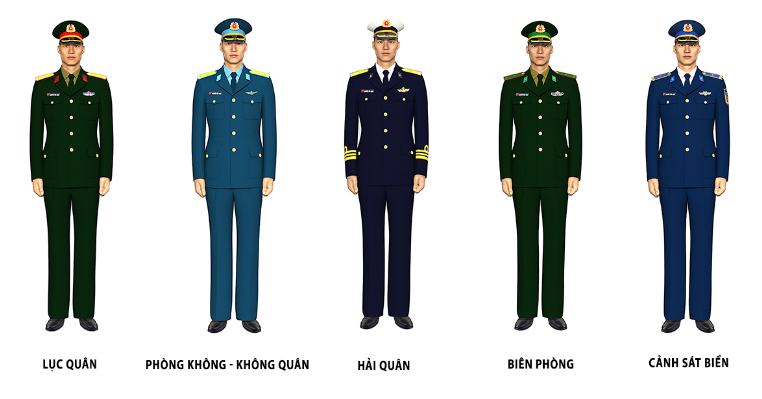 LỤC QUÂN
PHÒNG KHÔNG - KHÔNG QUÂN
HẢI QUÂN
BIÊN PHÒNG
CẢNH SÁT BIỂN